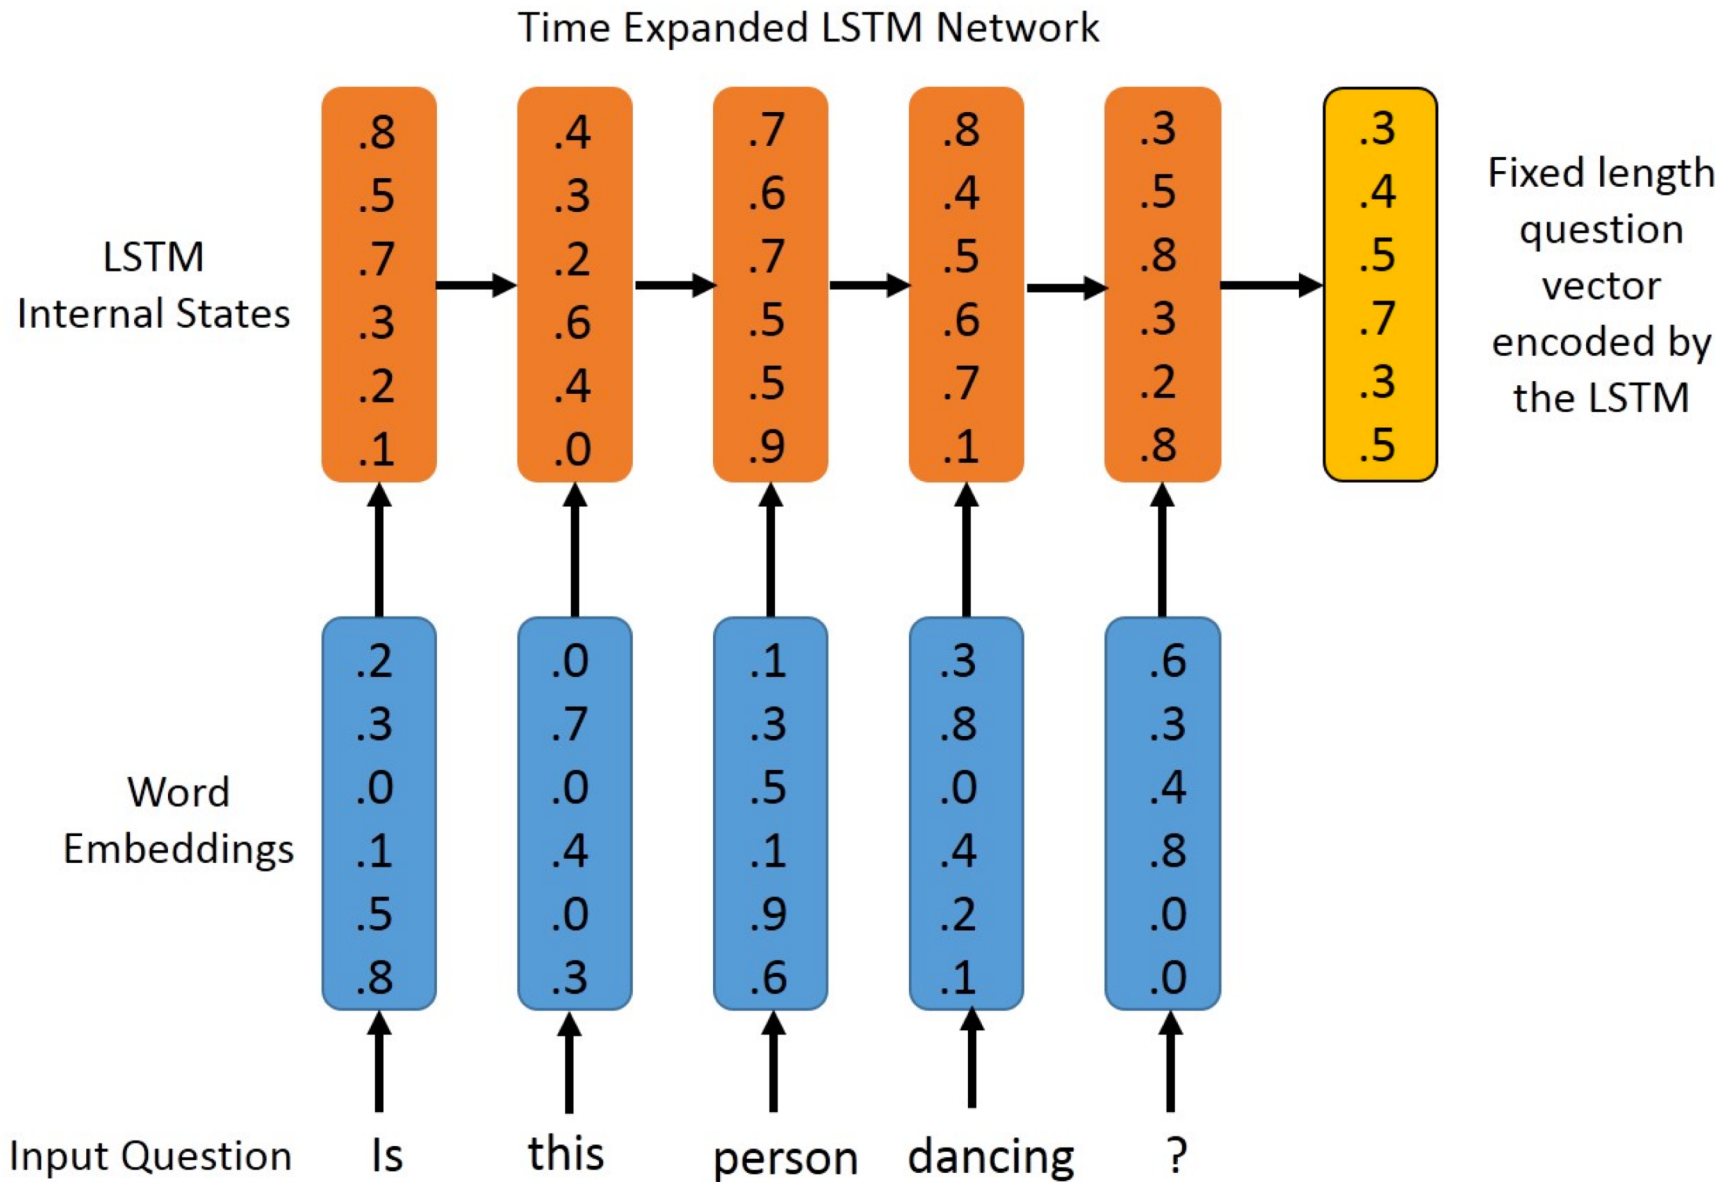 Time Expanded LSTM Network
LSTM
Internal States
.8 .4 .7 .8 .3 .3
.5 .3 .6 .4 .5 .4
.7 .2 .7 .5 .8 .5
.3 .6 .5 .6 .3 .7
.2 .4 .5 .7 .2 .3
.1 .0 .9 .1 .8 .5
Fixed length
question
vector
encoded by
the LSTM
Word
Embeddings
.2 .0 .1 .3 .6
.3 .7 .3 .8 .3
.0 .0 .5 .0 .4
.1 .4 .1 .4 .8
.5 .0 .9 .2 .0
.8 .3 .6 .1 .0
Input Question Is this person dancing ?